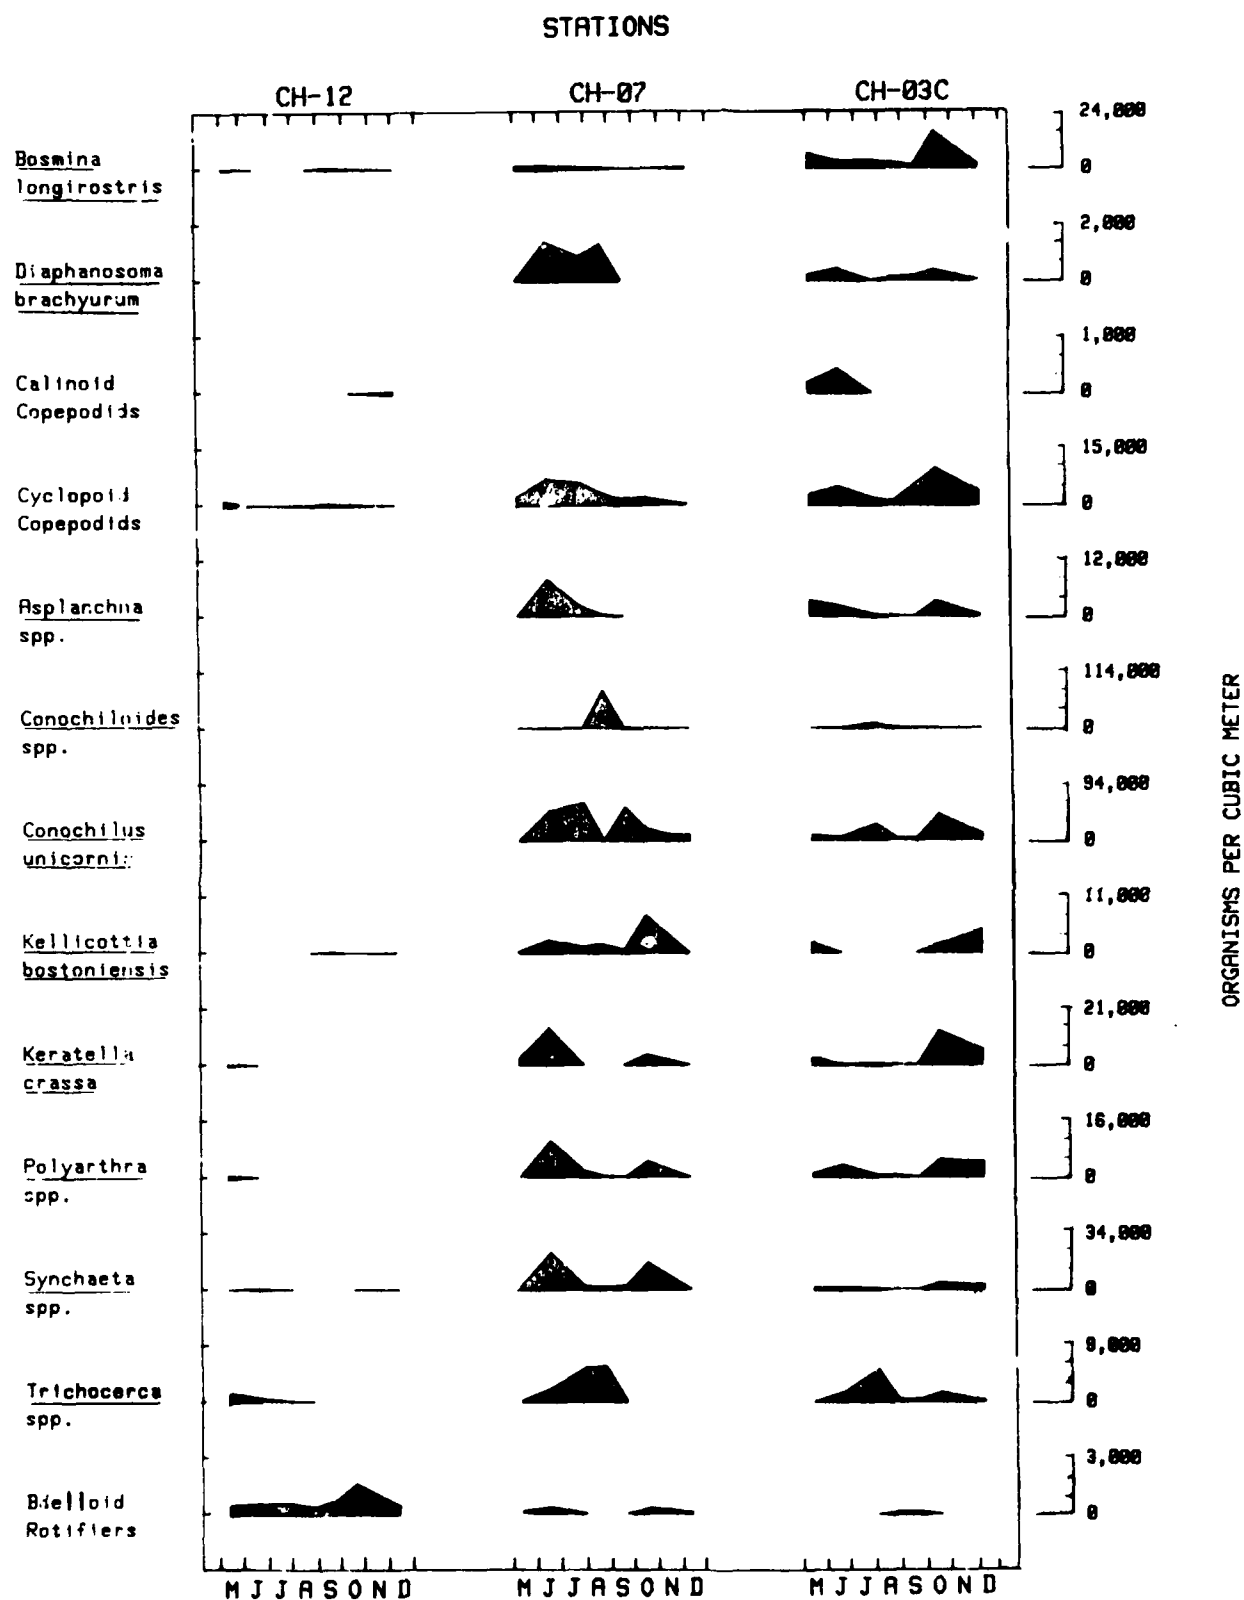 STATIONS
CH-12 CH-07 CH-03C
24,000
Bosmina
0
longirostris
2,000
Diaphanosoma
0
brachyurum
1,000
Calinoid
0
Copepodids
15,000
Cyclopoid
0
Copepodids
12,000
Asplanchna
0
spp.
114,000
Conochiloides
0
spp.
94,000
Conochilus
0
unicornis
11,000
Kellicottia
0
bostoniensis
21,000
Keratella
0
crassa
16,000
Polyarthra
0
spp.
34,000
Synchaeta
0
spp.
9,000
Trichocerca
0
spp.
3,000
Bdelloid
0
Rotifiers
M J J A S O N D M J J A S O N D M J J A S O N D
ORGANISMS PER CUBIC METER